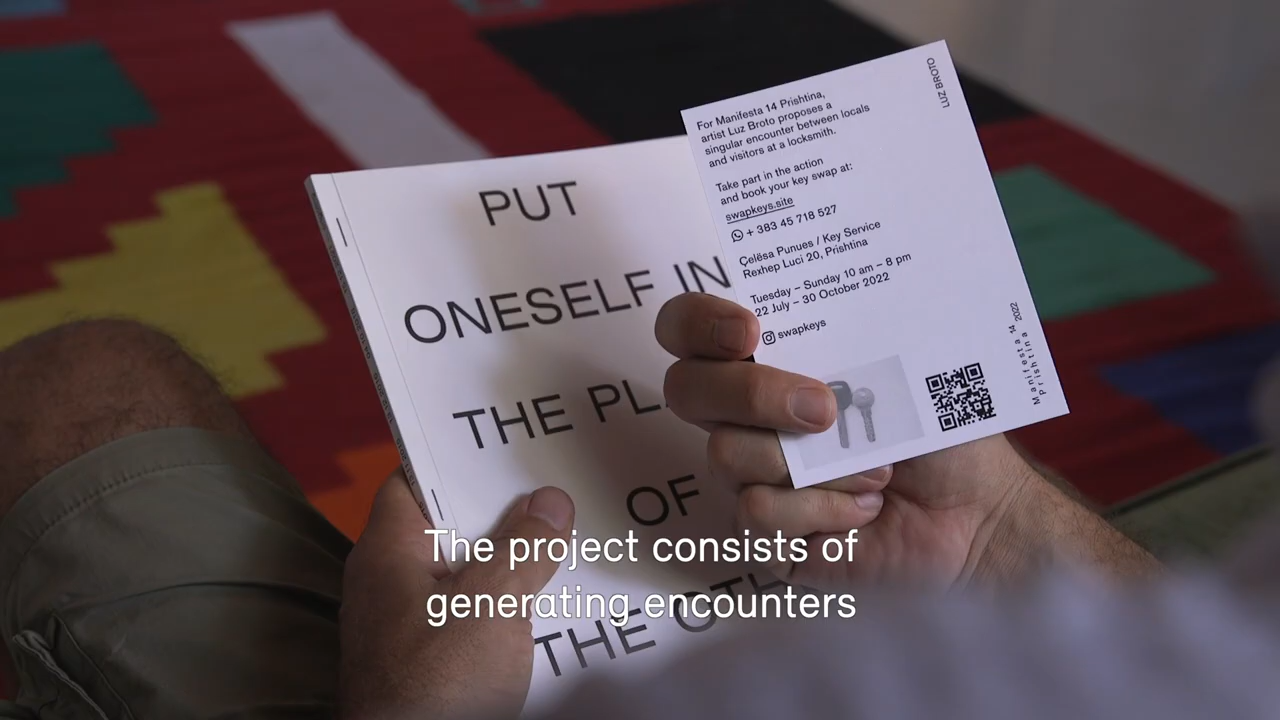 PUT
ONESELF IN
THE
OF
THE
For Manifesta 14 Prishtina,
artist Luz Broto proposes a
singular encounter between locals
and visitors at a locksmith.
Take part in the action
and book your key swap at:
swapkeys.site
+ 383 45 718 527
Çelësa Punues / Key Service
Rexhep Luci 20, Prishtina
Tuesday – Sunday 10 am – 8 pm
22 July – 30 October 2022
swapkeys
LUZ BROTO
Manifesta 14 2022
Prishtina
The project consists of
generating encounters